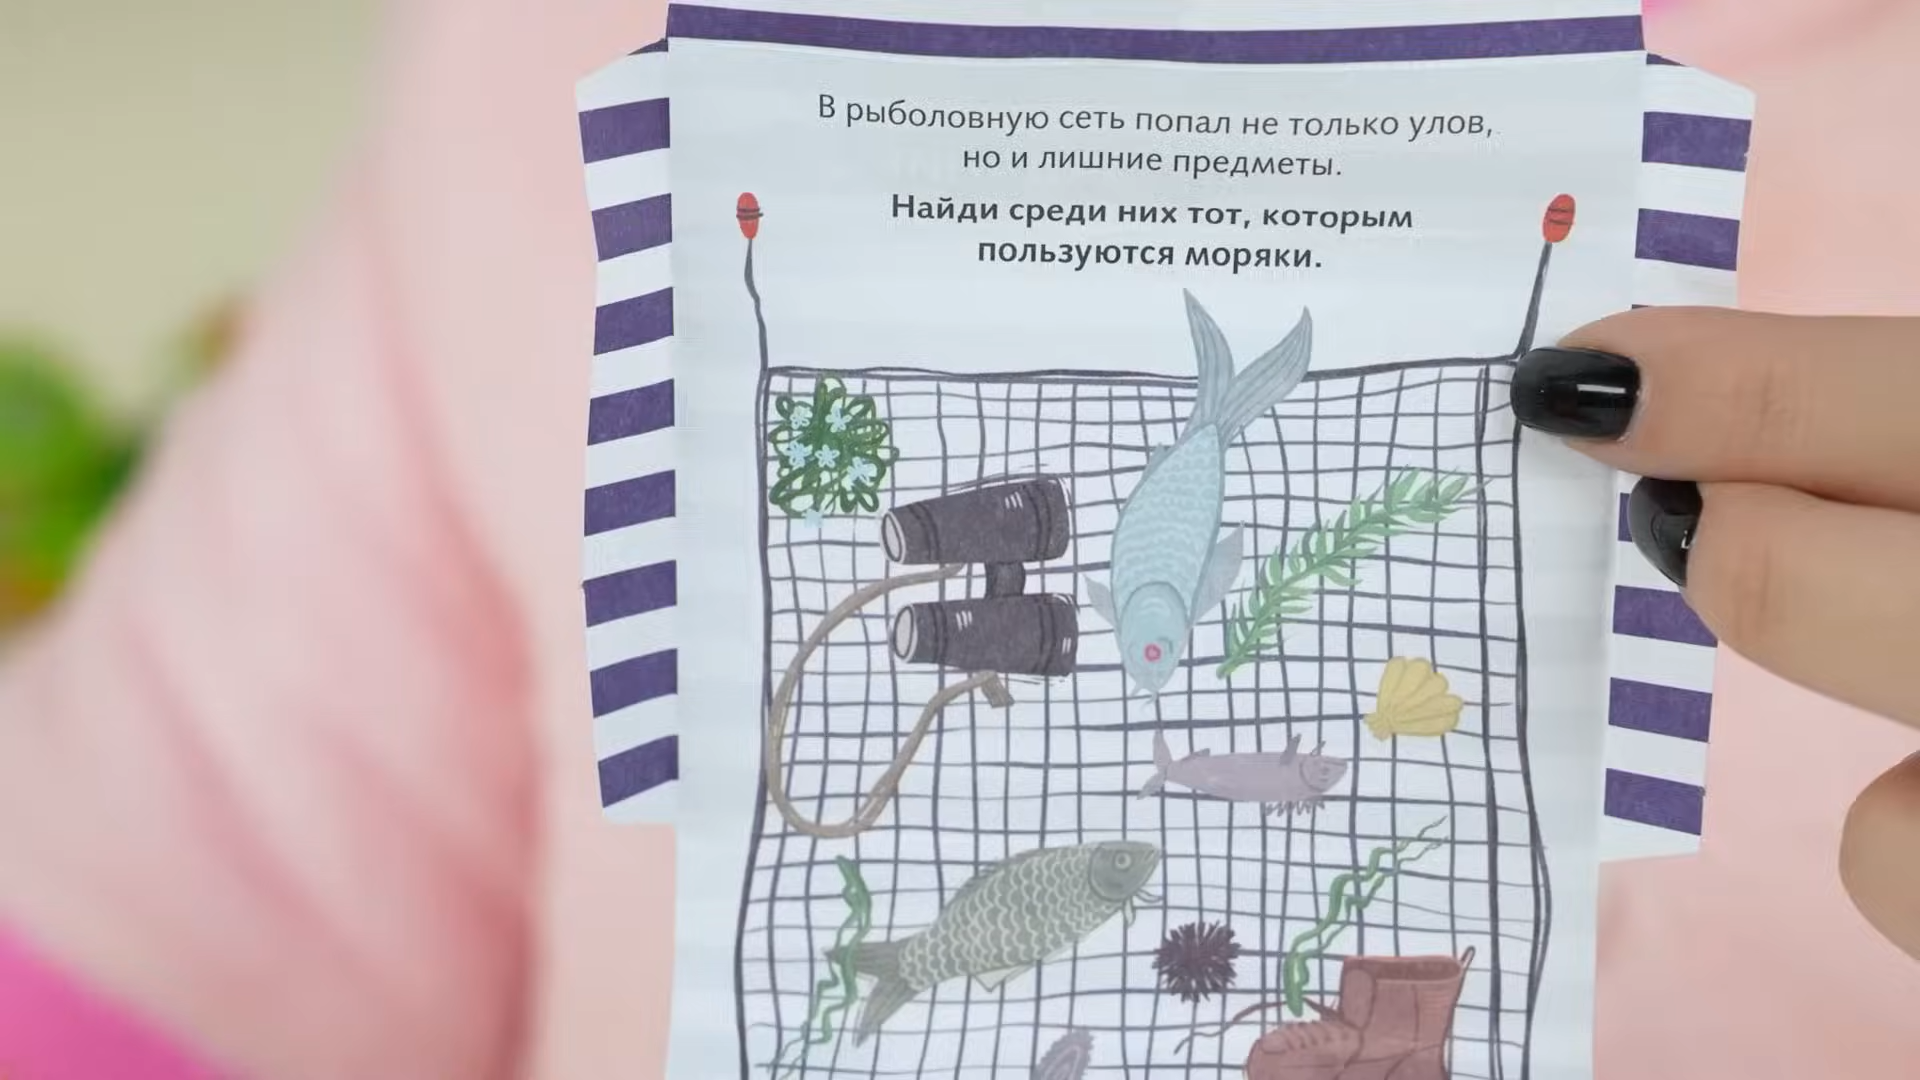 В рыболовную сеть попал не только улов,
но и лишние предметы.
Найди среди них тот, которым
пользуются моряки.